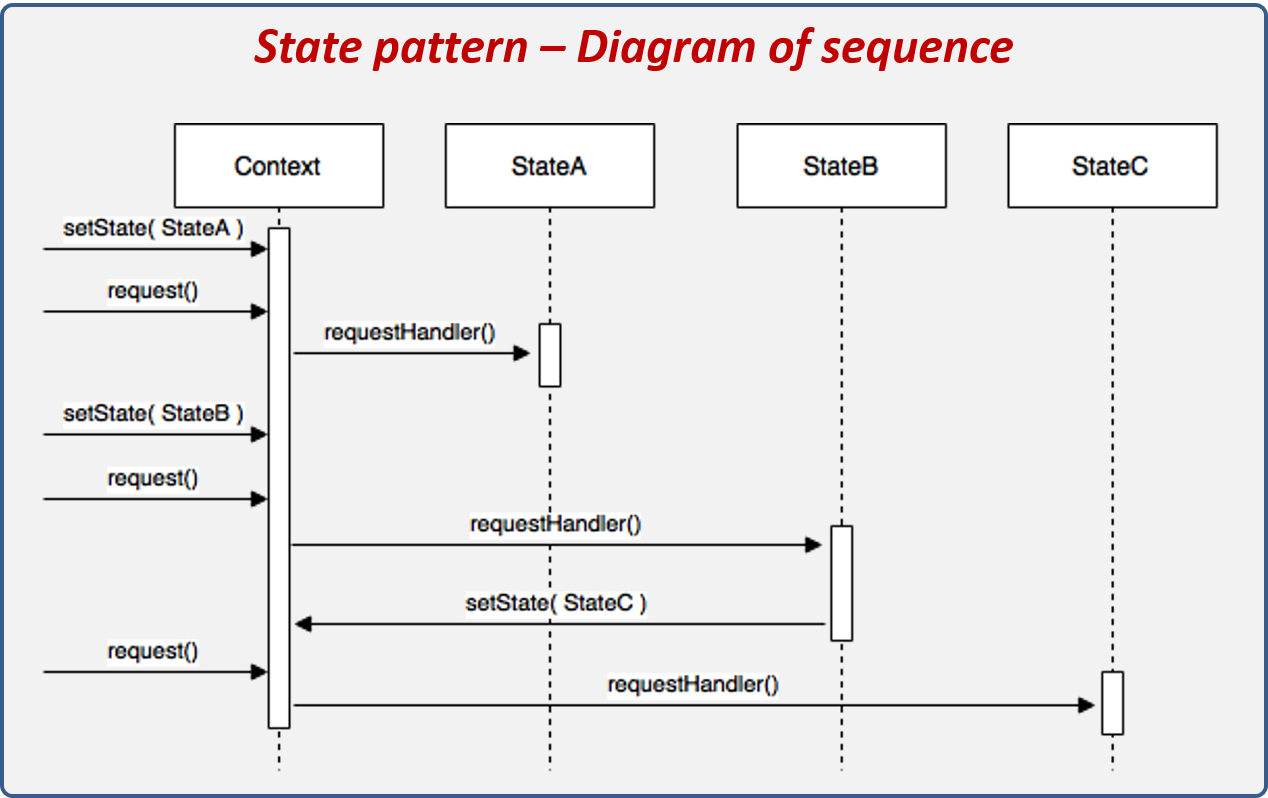 State pattern – Diagram of sequence
Context
StateA
StateB
StateC
setState( StateA )
request()
requestHandler()
setState( StateB )
request()
requestHandler()
setState( StateC )
request()
requestHandler()